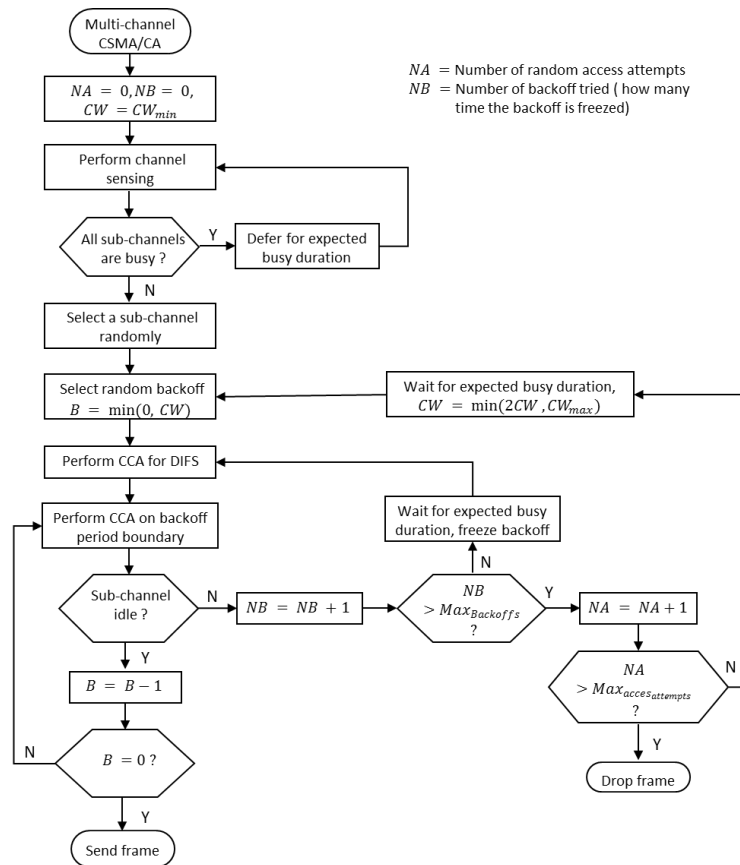 Multi-channel
CSMA/CA
NA = Number of random access attempts
NB = Number of backoff tried ( how many
time the backoff is freezed)
NA = 0, NB = 0,
CW = CW_min
Perform channel
sensing
All sub-channels
are busy ?
Y
Defer for expected
busy duration
N
Select a sub-channel
randomly
Select random backoff
B = min(0, CW)
Wait for expected busy duration,
CW = min(2CW , CW_max)
Perform CCA for DIFS
Perform CCA on backoff
period boundary
Wait for expected busy
duration, freeze backoff
N
Sub-channel
idle ?
N
NB = NB + 1
NB
> Max_Backoffs
?
Y
NA = NA + 1
Y
B = B − 1
NA
> Max_acces_attempts
?
N
N
B = 0 ?
Y
Drop frame
Y
Send frame